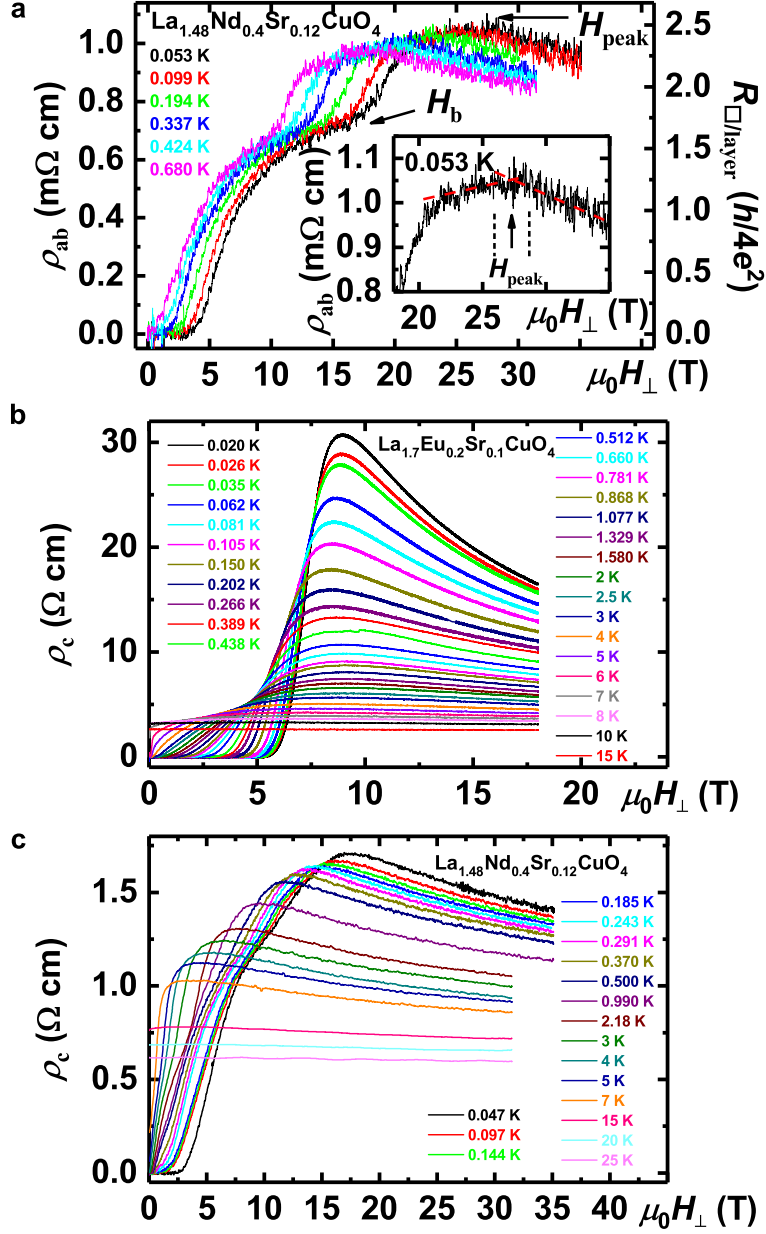 a
La1.48Nd0.4Sr0.12CuO4
0.053 K
0.099 K
0.194 K
0.337 K
0.424 K
0.680 K
Hpeak
Hb
ρab (mΩ cm)
1.0
0.8
0.6
0.4
0.2
0.0
R□/layer (h/4e²)
2.5
2.0
1.5
1.0
0.5
0.0
0.053 K
ρab (mΩ cm)
1.1
1.0
0.9
0.8
Hpeak
20 25 μ0H⊥ (T)
0 5 10 15 20 25 30 μ0H⊥ (T)
b
La1.7Eu0.2Sr0.1CuO4
ρc (Ω cm)
30
20
10
0
0.020 K
0.026 K
0.035 K
0.062 K
0.081 K
0.105 K
0.150 K
0.202 K
0.266 K
0.389 K
0.438 K
0.512 K
0.660 K
0.781 K
0.868 K
1.077 K
1.329 K
1.580 K
2 K
2.5 K
3 K
4 K
5 K
6 K
7 K
8 K
10 K
15 K
0 5 10 15 20 μ0H⊥ (T)
c
La1.48Nd0.4Sr0.12CuO4
ρc (Ω cm)
1.5
1.0
0.5
0.0
0.185 K
0.243 K
0.291 K
0.370 K
0.500 K
0.990 K
2.18 K
3 K
4 K
5 K
7 K
15 K
20 K
25 K
0.047 K
0.097 K
0.144 K
0 5 10 15 20 25 30 35 40 μ0H⊥ (T)